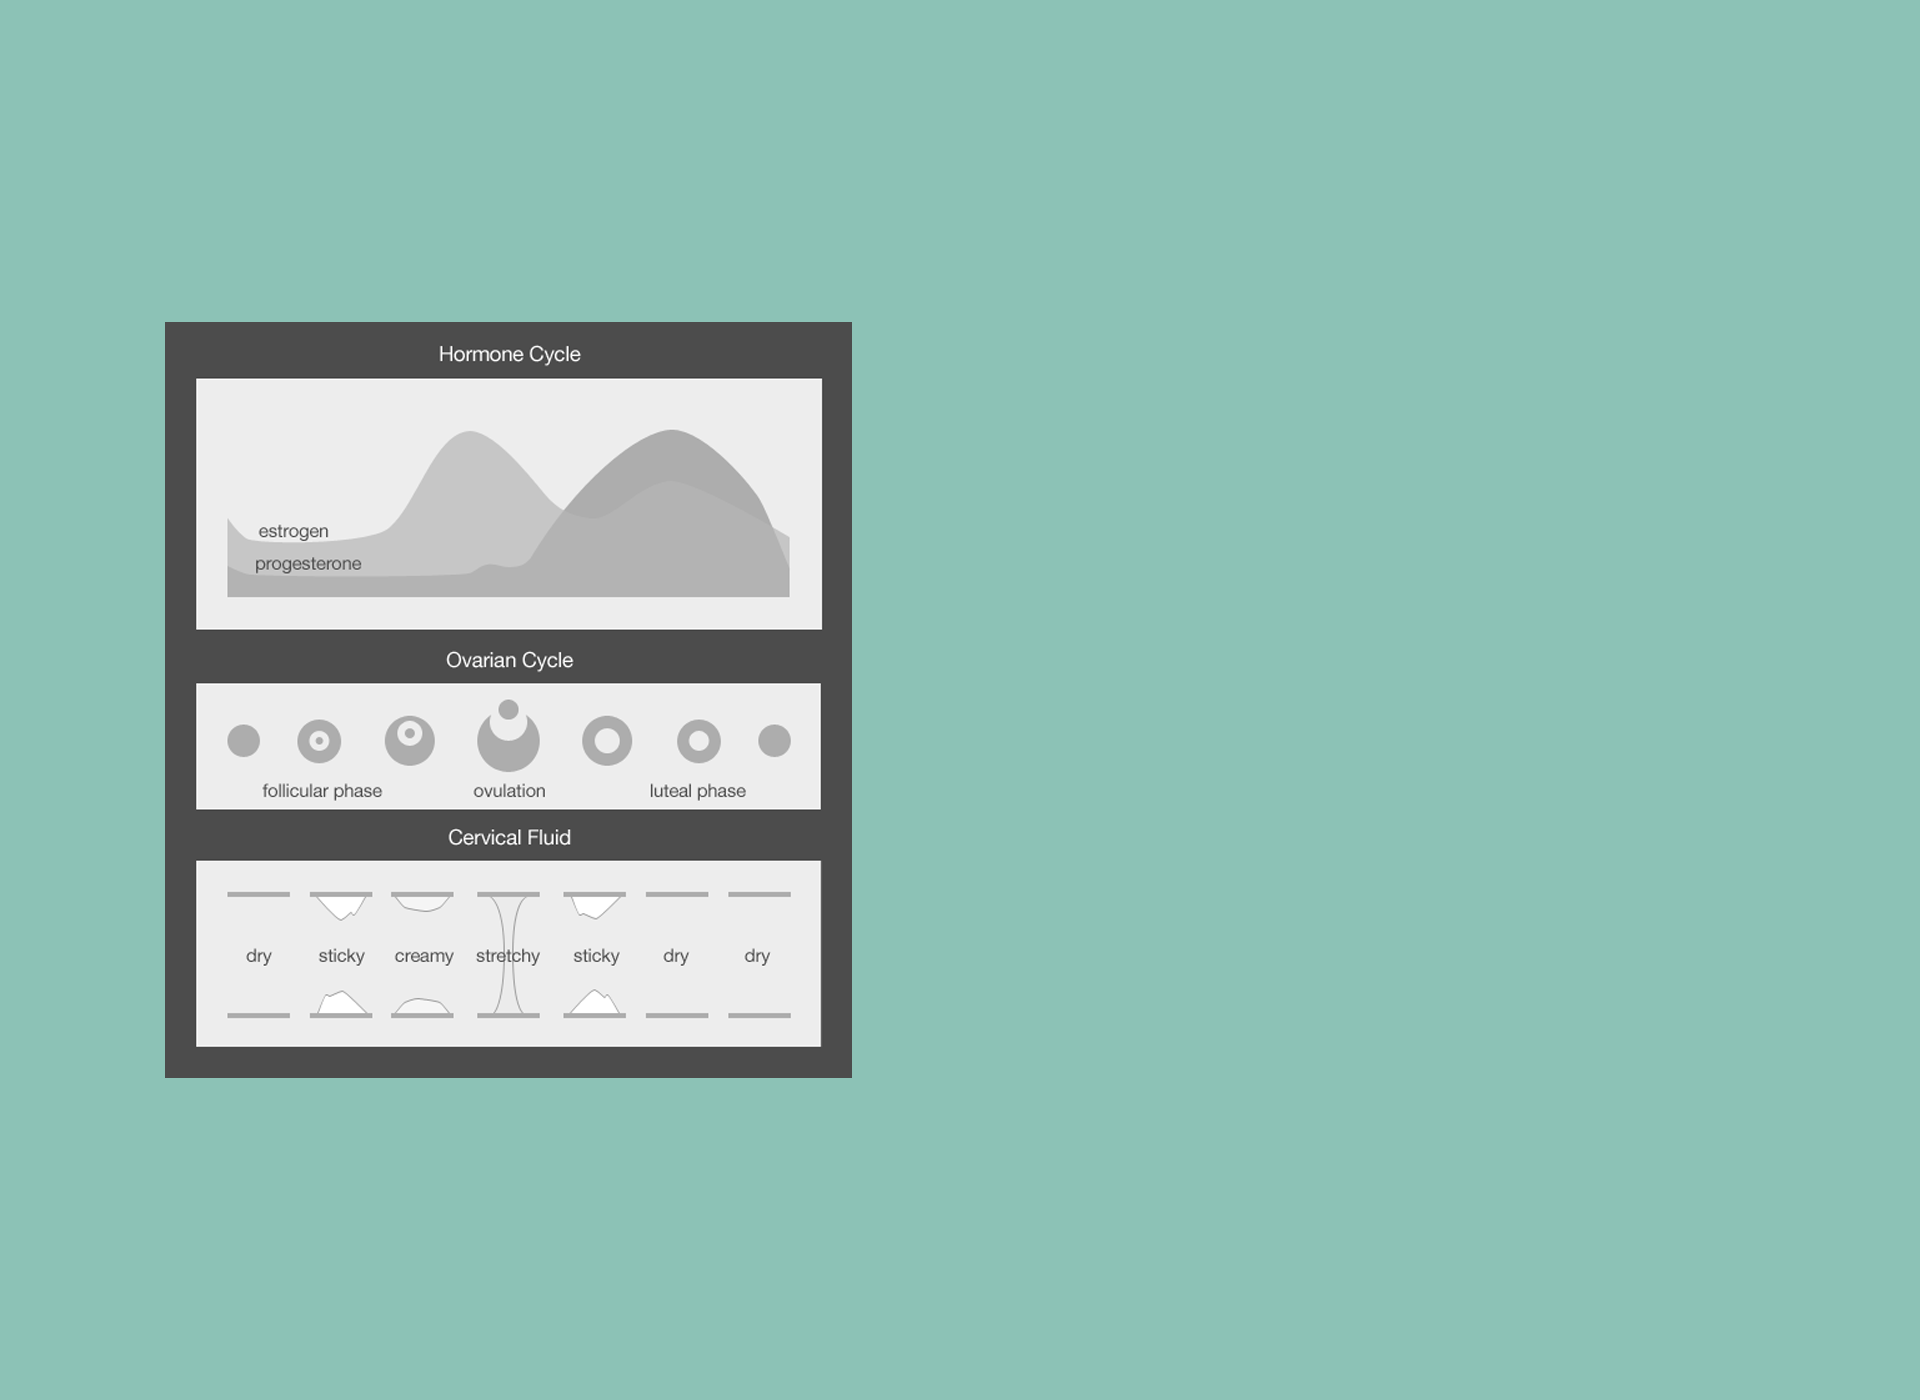 Hormone Cycle
estrogen
progesterone
Ovarian Cycle
follicular phase ovulation luteal phase
Cervical Fluid
dry sticky creamy stretchy sticky dry dry